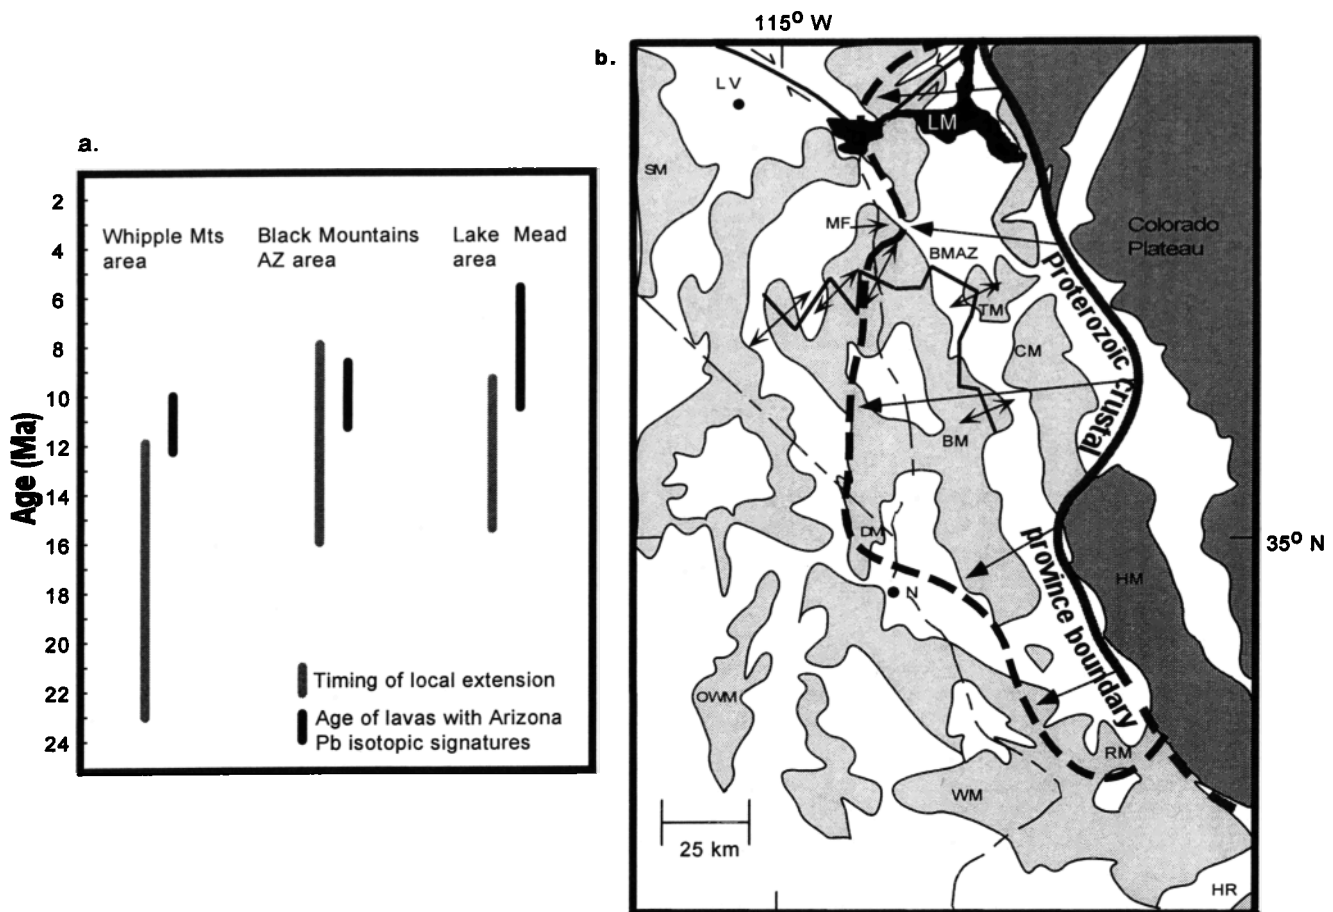 a.
2
4
6
8
10
12
14
16
18
20
22
24
Age (Ma)
Whipple Mts
area
Black Mountains
AZ area
Lake Mead
area
Timing of local extension
Age of lavas with Arizona
Pb isotopic signatures
b.
115° W
LV
LM
SM
MF
BMAZ
TM
CM
BM
DM
N
OWM
WM
RM
HM
HR
Colorado
Plateau
Proterozoic crustal
province boundary
35° N
25 km